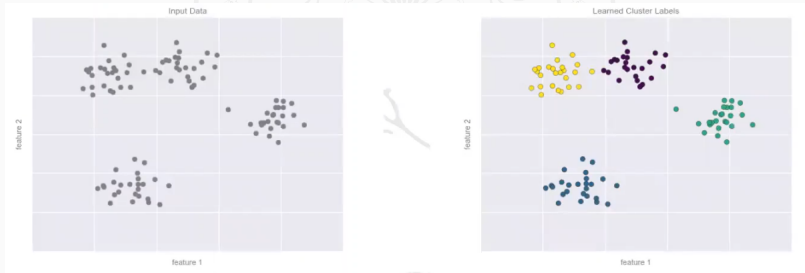 Input Data
Learned Cluster Labels
feature 2
feature 2
feature 1
feature 1